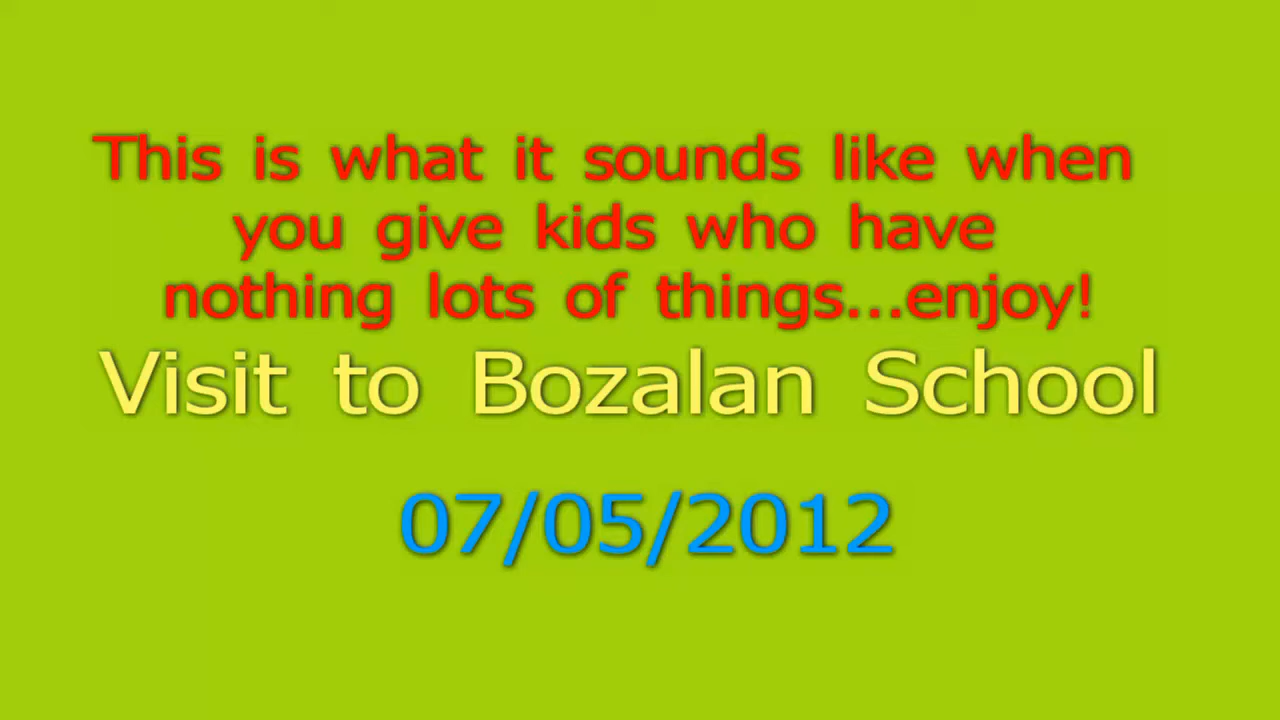 This is what it sounds like when
you give kids who have
nothing lots of things...enjoy!
Visit to Bozalan School
07/05/2012